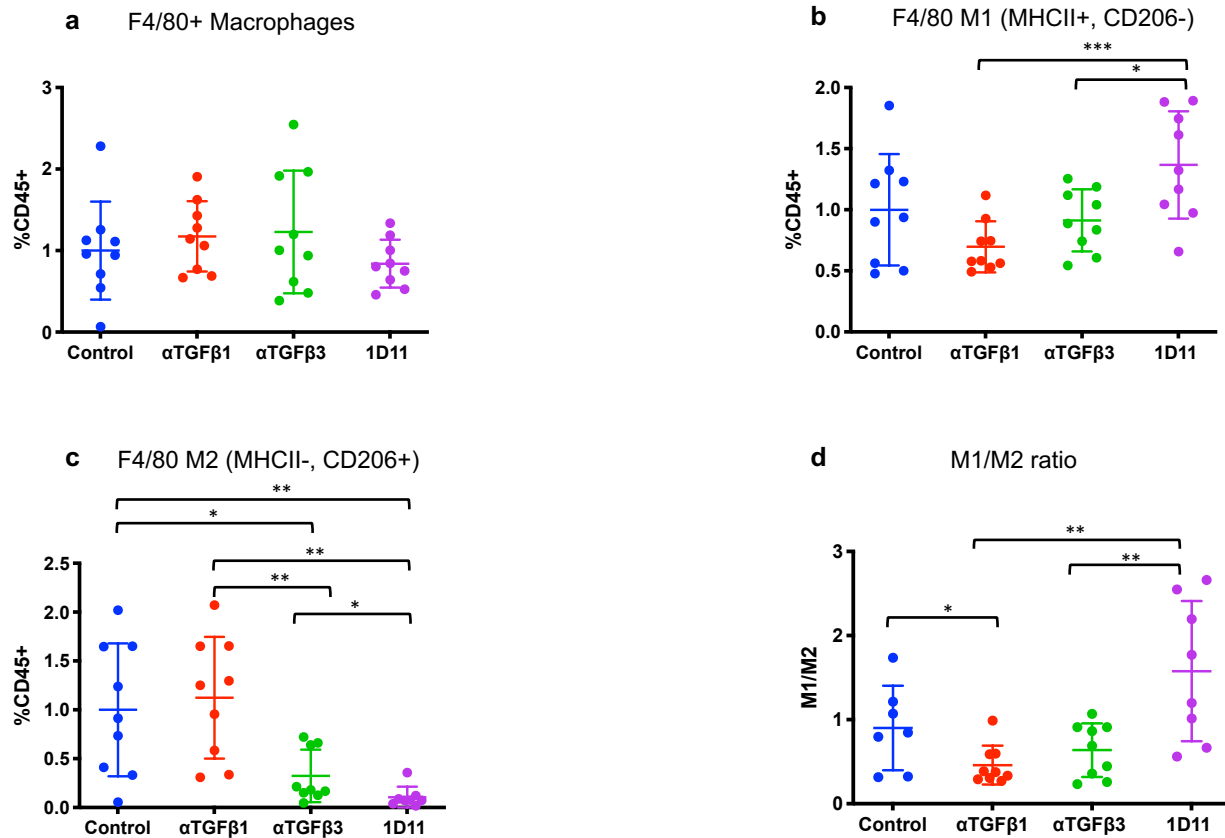 a F4/80+ Macrophages
3
2
1
0
%CD45+
Control αTGFβ1 αTGFβ3 1D11
b F4/80 M1 (MHCII+, CD206-)
***
*
2.0
1.5
1.0
0.5
0.0
%CD45+
Control αTGFβ1 αTGFβ3 1D11
c F4/80 M2 (MHCII-, CD206+)
**
*
**
**
*
2.5
2.0
1.5
1.0
0.5
0.0
%CD45+
Control αTGFβ1 αTGFβ3 1D11
d M1/M2 ratio
**
**
*
3
2
1
0
M1/M2
Control αTGFβ1 αTGFβ3 1D11